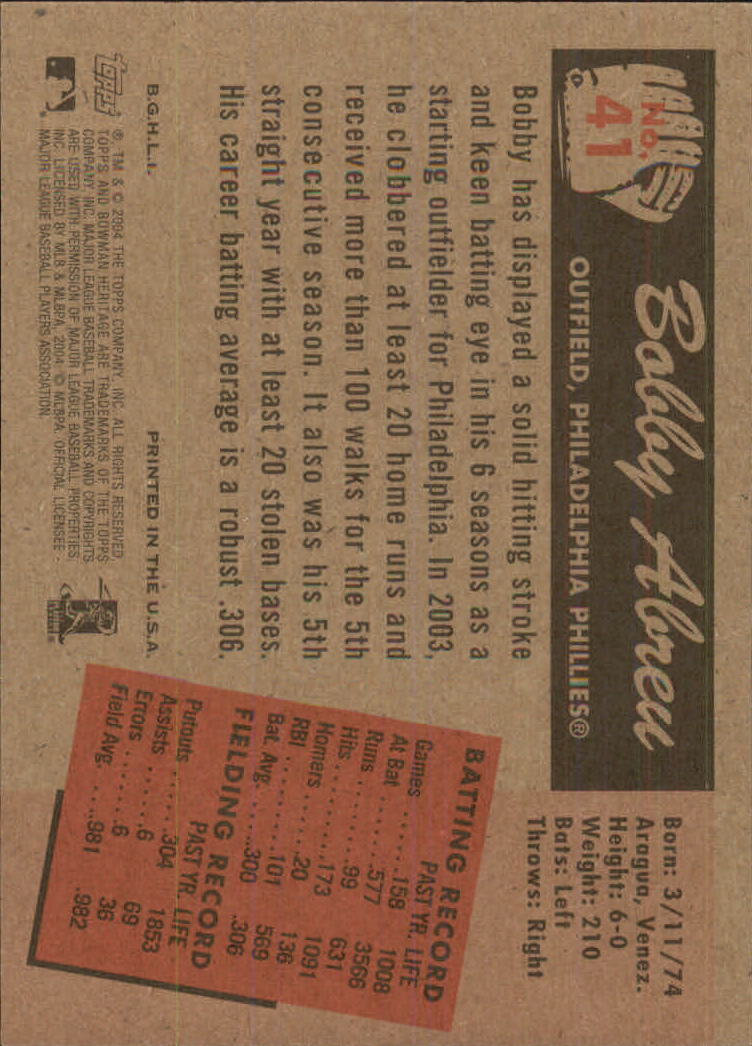 No.
41
Bobby Abreu
OUTFIELD, PHILADELPHIA PHILLIES®
Born: 3/11/74
Aragua, Venez.
Height: 6-0
Weight: 210
Bats: Left
Throws: Right
Bobby has displayed a solid hitting stroke
and keen batting eye in his 6 seasons as a
starting outfielder for Philadelphia. In 2003,
he clobbered at least 20 home runs and
received more than 100 walks for the 5th
consecutive season. It also was his 5th
straight year with at least 20 stolen bases.
His career batting average is a robust .306.
BATTING RECORD
PAST YR. LIFE
Games ......158 1008
At Bat .......577 3566
Runs ........99 631
Hits ........173 1091
Homers .......20 136
RBI ........101 569
Bat. Avg. ....300 .306
FIELDING RECORD
PAST YR. LIFE
Putouts .....304 1853
Assists ......6 69
Errors .......6 36
Field Avg. ....981 .982
B.G.H.L.I. PRINTED IN THE U.S.A.
topps
® TM & © 2004 THE TOPPS COMPANY, INC. ALL RIGHTS RESERVED.
TOPPS AND BOWMAN HERITAGE ARE TRADEMARKS OF THE TOPPS
COMPANY, INC. MAJOR LEAGUE BASEBALL TRADEMARKS AND COPYRIGHTS
ARE USED WITH PERMISSION OF MAJOR LEAGUE BASEBALL PROPERTIES,
INC. LICENSED BY MLB & MLBPA, 2004. © MLBPA, OFFICIAL LICENSEE -
MAJOR LEAGUE BASEBALL PLAYERS ASSOCIATION.